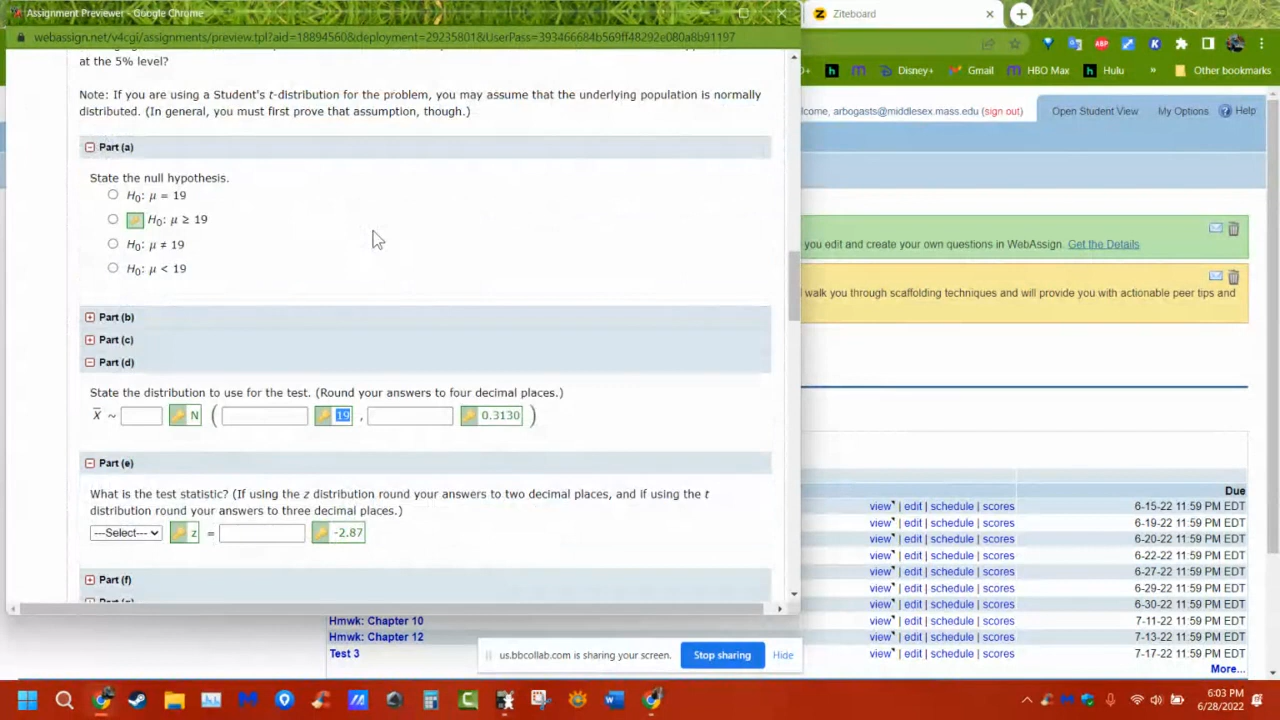 Assignment Previewer - Google Chrome
Ziteboard
webassign.net/v4cgi/assignments/preview.tpl?aid=18894560&deployment=29235801&UserPass=393466684b569ff48292e080a8b91197
Disney+ Gmail HBO Max Hulu » Other bookmarks
at the 5% level?
Note: If you are using a Student's t-distribution for the problem, you may assume that the underlying population is normally
distributed. (In general, you must first prove that assumption, though.)
lcome, arbogasts@middlesex.mass.edu (sign out) Open Student View My Options Help
Part (a)
State the null hypothesis.
H0: μ = 19
H0: μ ≥ 19
H0: μ ≠ 19
H0: μ < 19
you edit and create your own questions in WebAssign. Get the Details
walk you through scaffolding techniques and will provide you with actionable peer tips and
Part (b)
Part (c)
Part (d)
State the distribution to use for the test. (Round your answers to four decimal places.)
X̄ ~ N ( 19 , 0.3130 )
Part (e)
What is the test statistic? (If using the z distribution round your answers to two decimal places, and if using the t
distribution round your answers to three decimal places.)
---Select--- z = -2.87
Part (f)
Due
view | edit | schedule | scores 6-15-22 11:59 PM EDT
view | edit | schedule | scores 6-19-22 11:59 PM EDT
view | edit | schedule | scores 6-20-22 11:59 PM EDT
view | edit | schedule | scores 6-22-22 11:59 PM EDT
view | edit | schedule | scores 6-27-22 11:59 PM EDT
view | edit | schedule | scores 6-29-22 11:59 PM EDT
view | edit | schedule | scores 6-30-22 11:59 PM EDT
Hmwk: Chapter 10 view | edit | schedule | scores 7-11-22 11:59 PM EDT
Hmwk: Chapter 12 view | edit | schedule | scores 7-13-22 11:59 PM EDT
Test 3 view | edit | schedule | scores 7-17-22 11:59 PM EDT
More...
us.bbcollab.com is sharing your screen. Stop sharing Hide
6:03 PM
6/28/2022